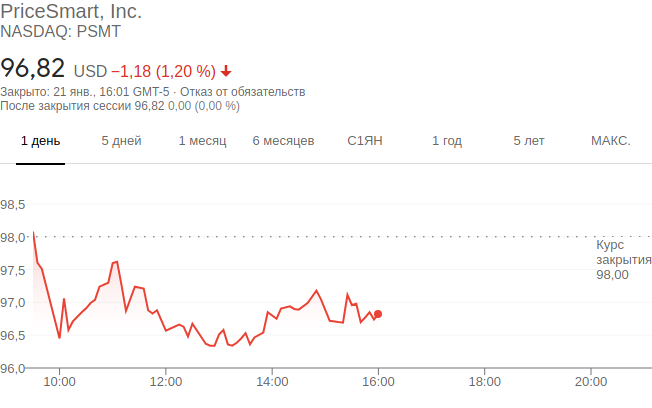 PriceSmart, Inc.
NASDAQ: PSMT
96,82 USD −1,18 (1,20 %)
Закрыто: 21 янв., 16:01 GMT-5 · Отказ от обязательств
После закрытия сессии 96,82 0,00 (0,00 %)
1 день 5 дней 1 месяц 6 месяцев С1ЯН 1 год 5 лет МАКС.
98,5
98,0
Курс
закрытия
98,00
97,5
97,0
96,5
96,0
10:00 12:00 14:00 16:00 18:00 20:00